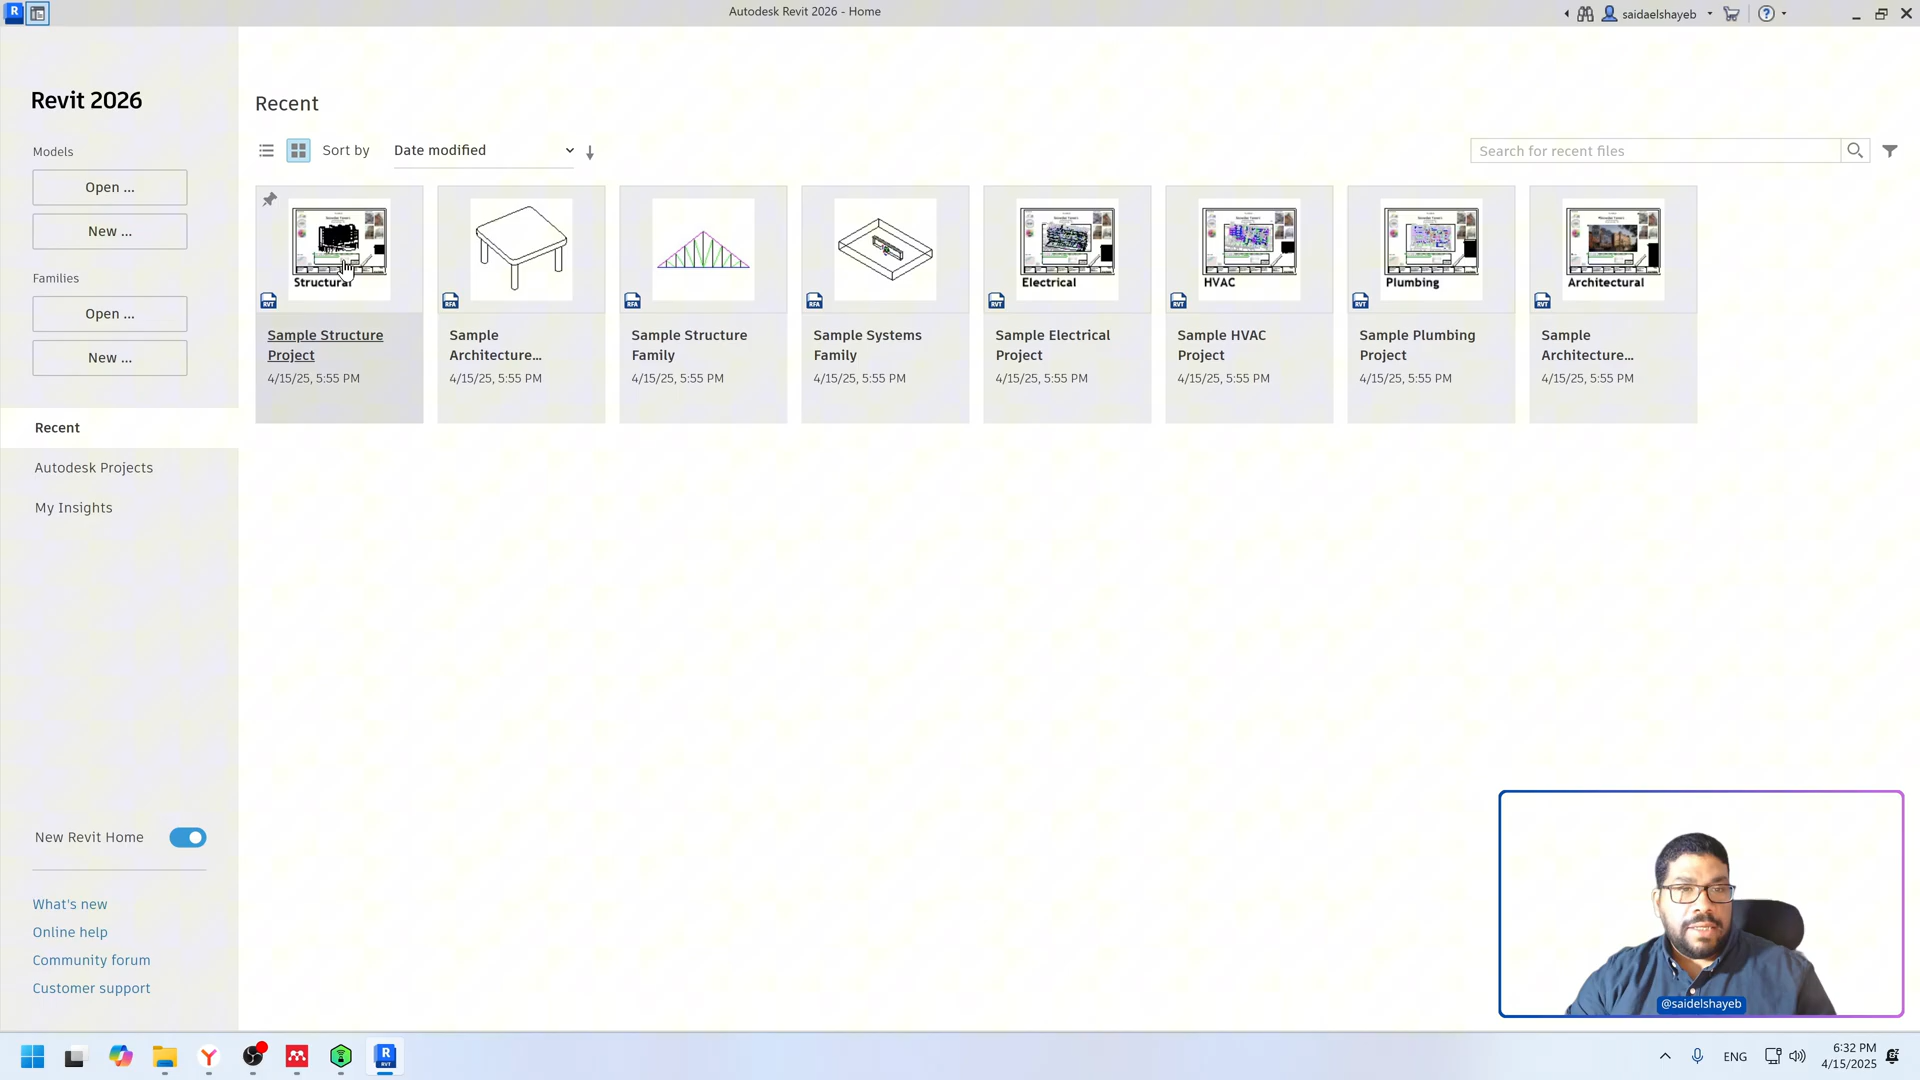 Autodesk Revit 2026 - Home
saidaelshayeb
Revit 2026
Models
Open ...
New ...
Families
Open ...
New ...
Recent
Autodesk Projects
My Insights
New Revit Home
What's new
Online help
Community forum
Customer support
Recent
Sort by
Date modified
Search for recent files
Structural
Sample Structure
Project
4/15/25, 5:55 PM
Sample
Architecture...
4/15/25, 5:55 PM
Sample Structure
Family
4/15/25, 5:55 PM
Sample Systems
Family
4/15/25, 5:55 PM
Electrical
Sample Electrical
Project
4/15/25, 5:55 PM
HVAC
Sample HVAC
Project
4/15/25, 5:55 PM
Plumbing
Sample Plumbing
Project
4/15/25, 5:55 PM
Architectural
Sample
Architecture...
4/15/25, 5:55 PM
@saidelshayeb
ENG
6:32 PM
4/15/2025